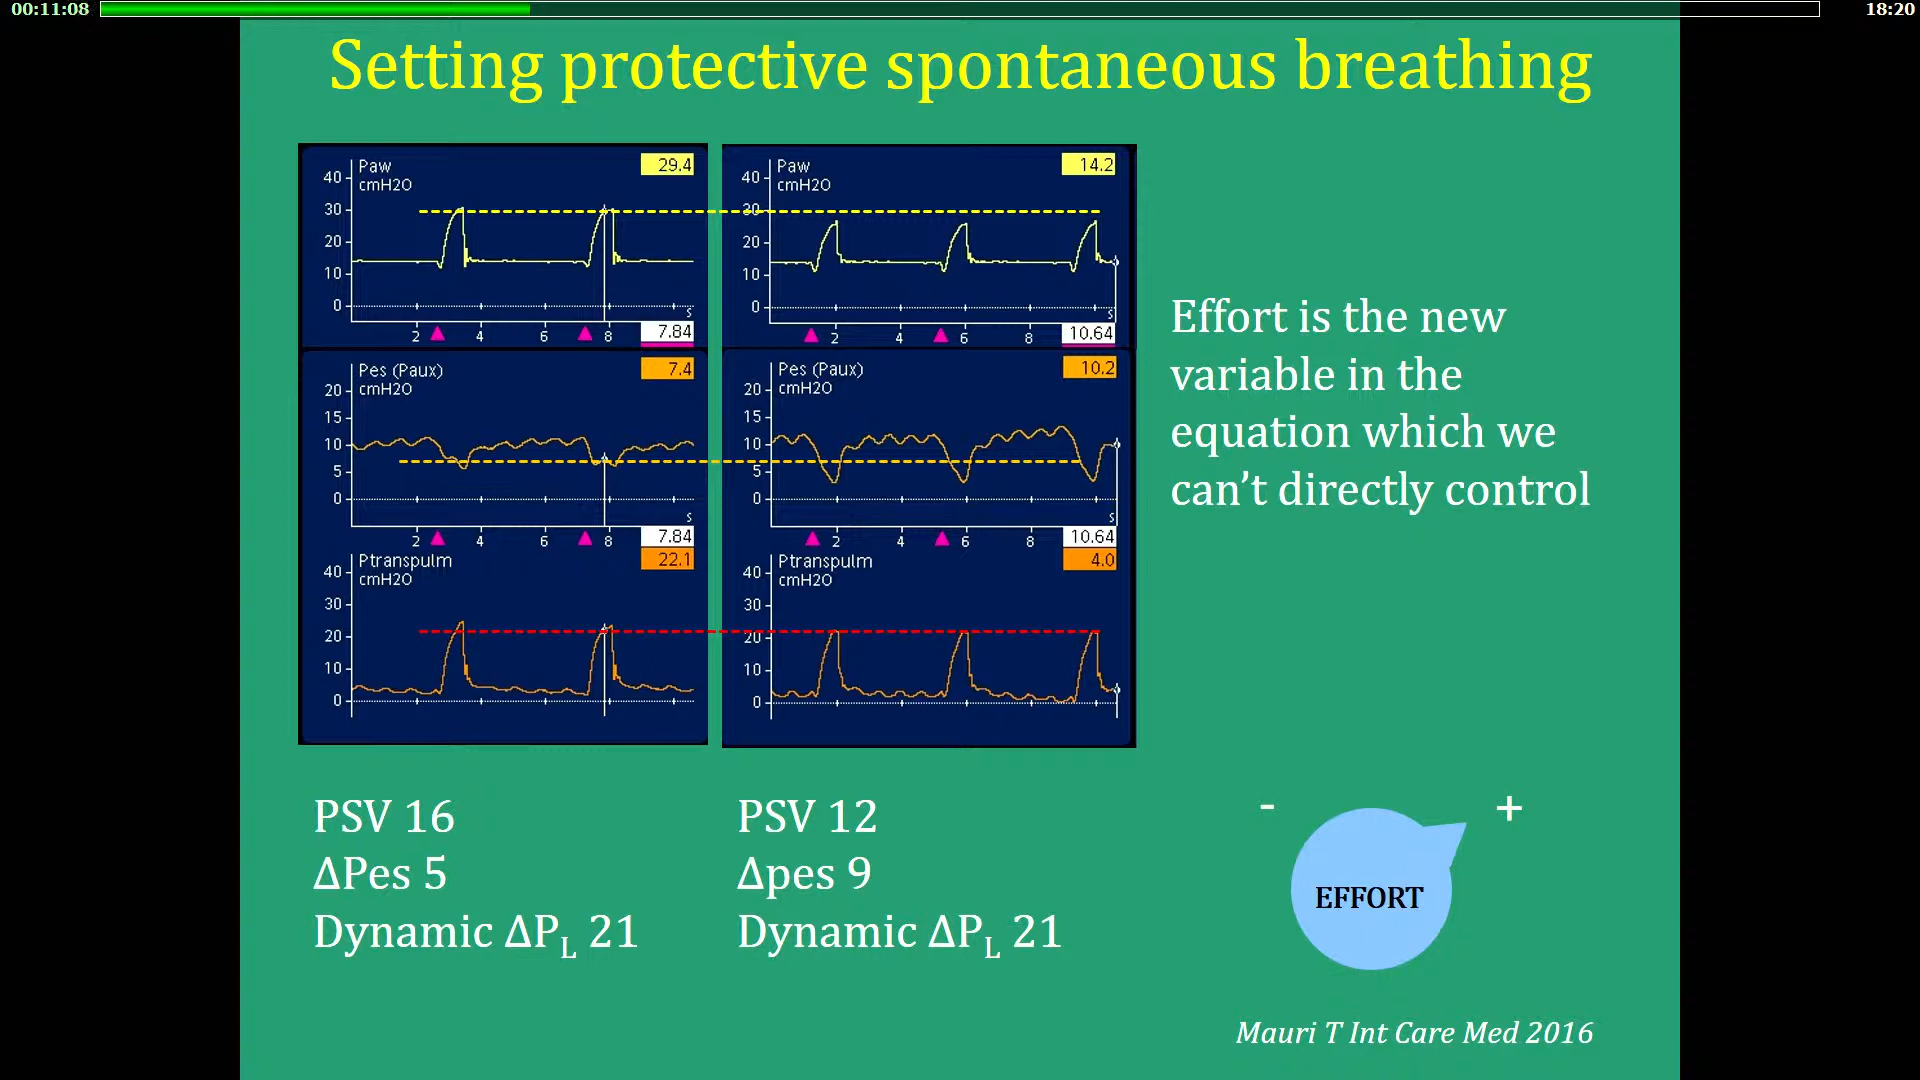 00:11:08
18:20
Setting protective spontaneous breathing
Paw
cmH2O
29.4
40
30
20
10
0
s
2
4
6
8
7.84
Pes (Paux)
cmH2O
7.4
20
15
10
5
0
s
2
4
6
8
7.84
Ptranspulm
cmH2O
22.1
40
30
20
10
0
Paw
cmH2O
14.2
40
30
20
10
0
s
2
4
6
8
10.64
Pes (Paux)
cmH2O
10.2
20
15
10
5
0
s
2
4
6
8
10.64
Ptranspulm
cmH2O
4.0
40
30
20
10
0
Effort is the new
variable in the
equation which we
can’t directly control
PSV 16
ΔPes 5
Dynamic ΔPL 21
PSV 12
Δpes 9
Dynamic ΔPL 21
- +
EFFORT
Mauri T Int Care Med 2016